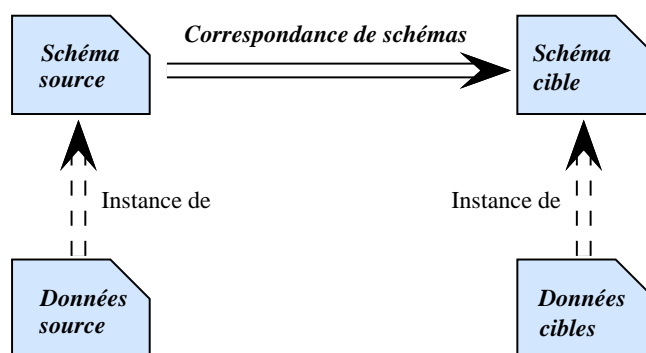 Correspondance de schémas
Schéma
source
Schéma
cible
Instance de
Instance de
Données
source
Données
cibles